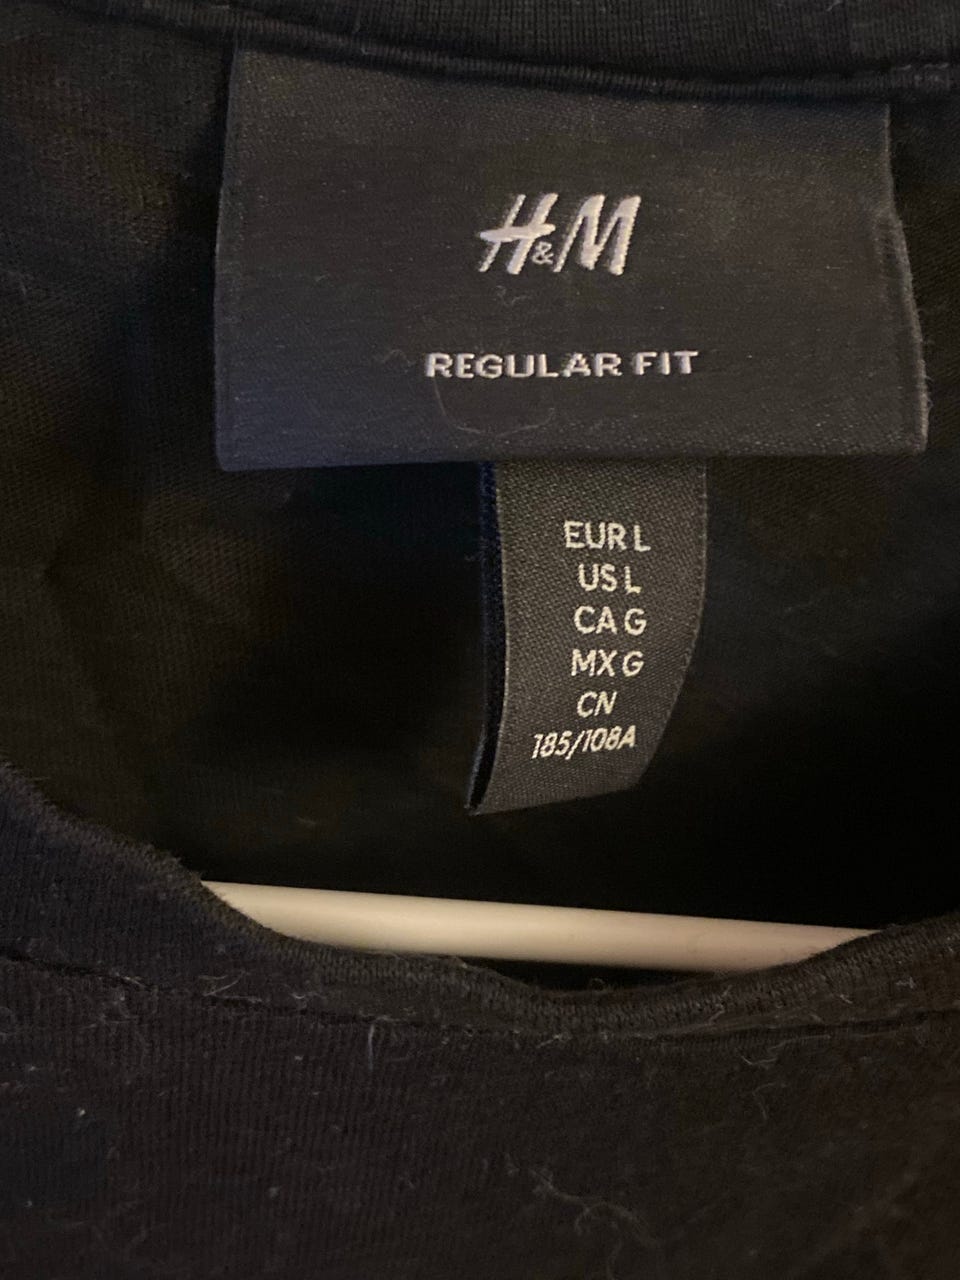 H&M
REGULAR FIT
EUR L
US L
CA G
MX G
CN
185/108A